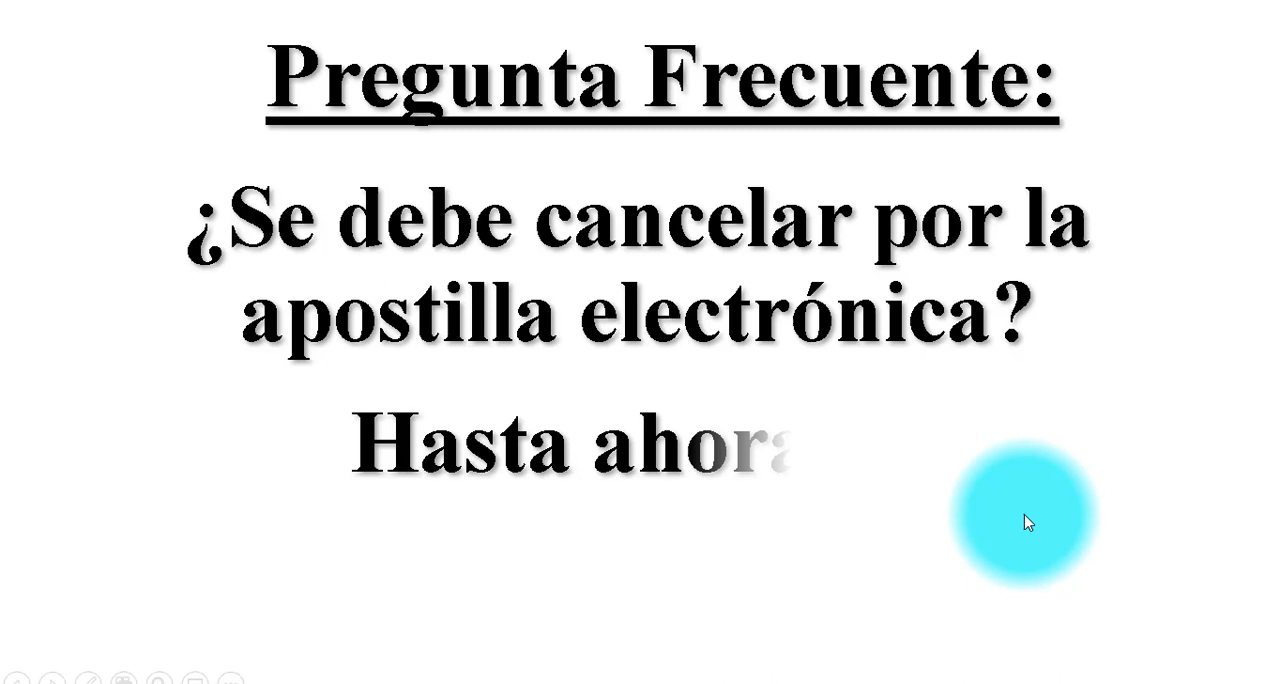 Pregunta Frecuente:
¿Se debe cancelar por la
apostilla electrónica?
Hasta ahora